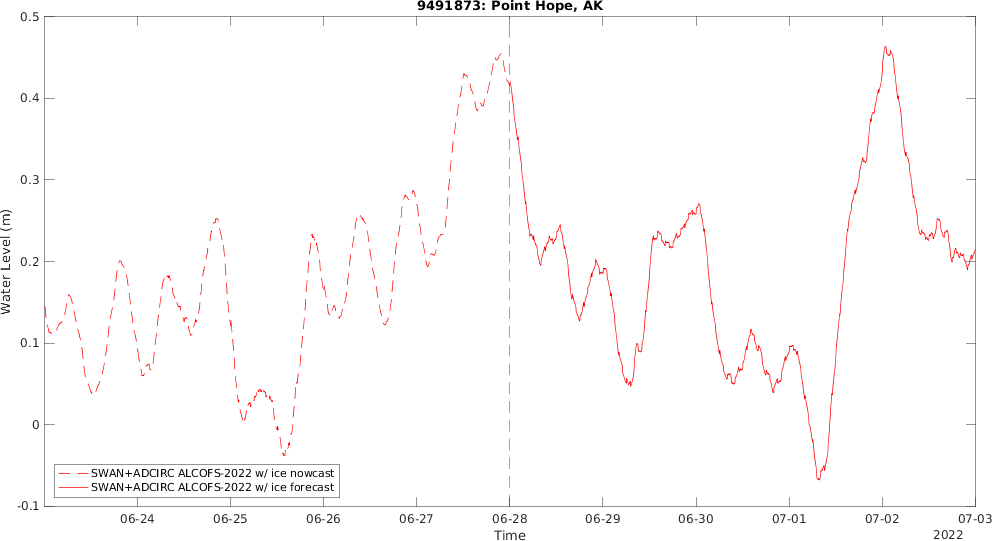 9491873: Point Hope, AK
0.5
0.4
0.3
0.2
0.1
0
-0.1
Water Level (m)
SWAN+ADCIRC ALCOFS-2022 w/ ice nowcast
SWAN+ADCIRC ALCOFS-2022 w/ ice forecast
06-24 06-25 06-26 06-27 06-28 06-29 06-30 07-01 07-02 07-03
Time
2022